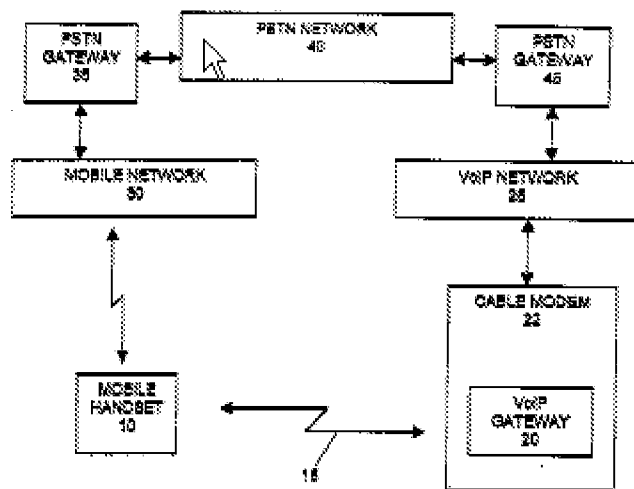 PSTN
GATEWAY
35
PSTN NETWORK
40
PSTN
GATEWAY
45
MOBILE NETWORK
30
VoIP NETWORK
25
CABLE MODEM
22
MOBILE
HANDSET
10
VoIP
GATEWAY
20
15